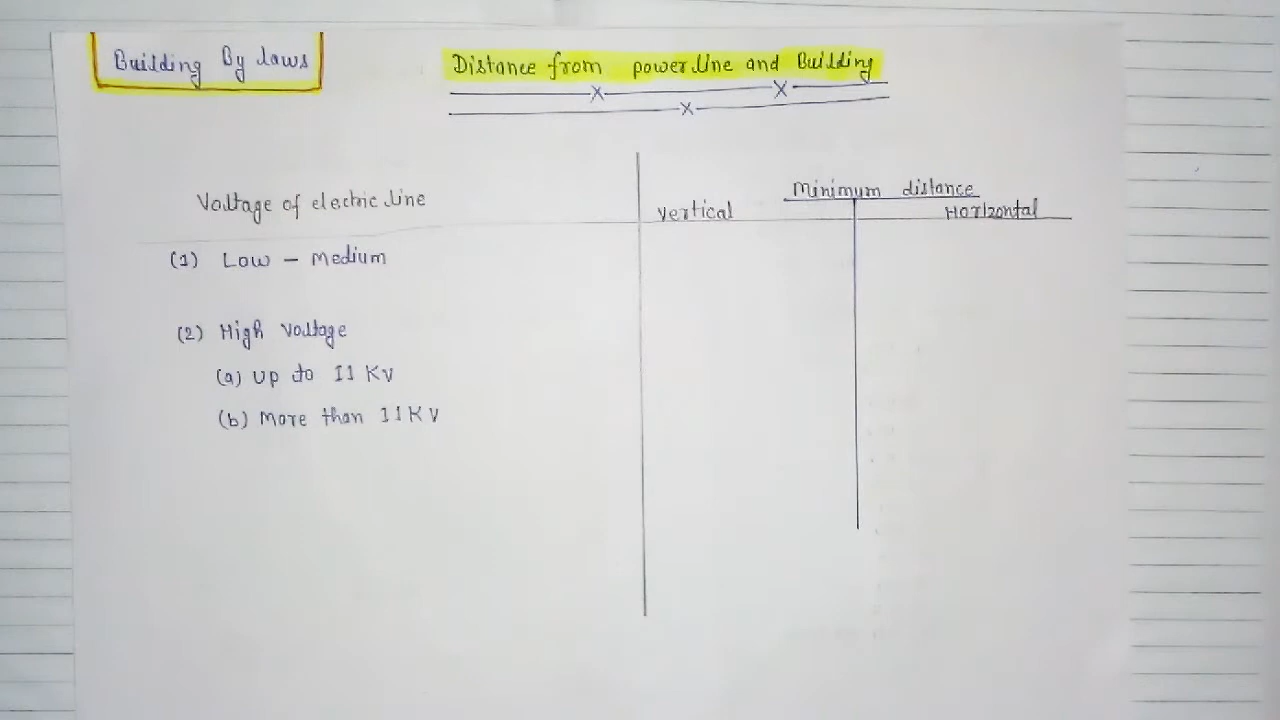 Building By laws
Distance from power line and Building
Voltage of electric line
Minimum distance
Vertical
Horizontal
(1) Low - Medium
(2) High Voltage
(a) Up to 11 KV
(b) More than 11 KV